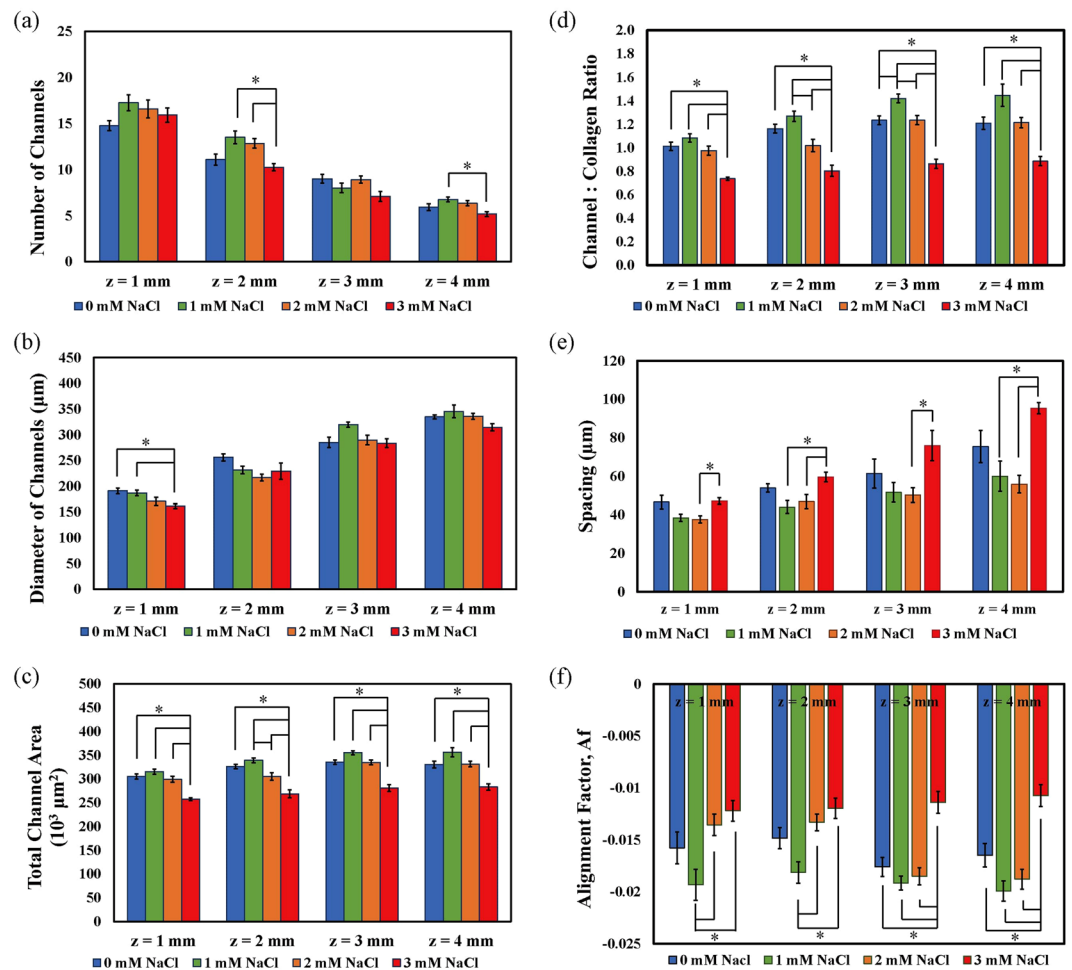 (a)
Number of Channels
25
20
15
10
5
0
*
*
z = 1 mm z = 2 mm z = 3 mm z = 4 mm
0 mM NaCl 1 mM NaCl 2 mM NaCl 3 mM NaCl
(b)
Diameter of Channels (µm)
450
400
350
300
250
200
150
100
50
0
*
z = 1 mm z = 2 mm z = 3 mm z = 4 mm
0 mM NaCl 1 mM NaCl 2 mM NaCl 3 mM NaCl
(c)
Total Channel Area
(10³ µm²)
500
450
400
350
300
250
200
150
100
50
0
* * * *
z = 1 mm z = 2 mm z = 3 mm z = 4 mm
0 mM NaCl 1 mM NaCl 2 mM NaCl 3 mM NaCl
(d)
Channel : Collagen Ratio
2.0
1.8
1.6
1.4
1.2
1.0
0.8
0.6
0.4
0.2
0.0
* * * *
z = 1 mm z = 2 mm z = 3 mm z = 4 mm
0 mM NaCl 1 mM NaCl 2 mM NaCl 3 mM NaCl
(e)
Spacing (µm)
120
100
80
60
40
20
0
* * * *
z = 1 mm z = 2 mm z = 3 mm z = 4 mm
0 mM NaCl 1 mM NaCl 2 mM NaCl 3 mM NaCl
(f)
Alignment Factor, Af
0
-0.005
-0.01
-0.015
-0.02
-0.025
z = 1 mm z = 2 mm z = 3 mm z = 4 mm
* * * *
0 mM Nacl 1 mM NaCl 2 mM NaCl 3 mM NaCl